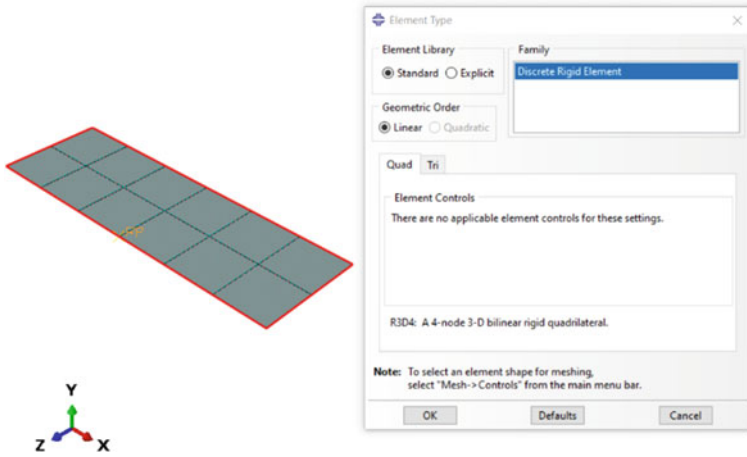 Element Type
Element Library
Standard Explicit
Family
Discrete Rigid Element
Geometric Order
Linear Quadratic
Quad Tri
Element Controls
There are no applicable element controls for these settings.
R3D4: A 4-node 3-D bilinear rigid quadrilateral.
Note: To select an element shape for meshing,
select "Mesh->Controls" from the main menu bar.
OK Defaults Cancel
RP
Y
Z X